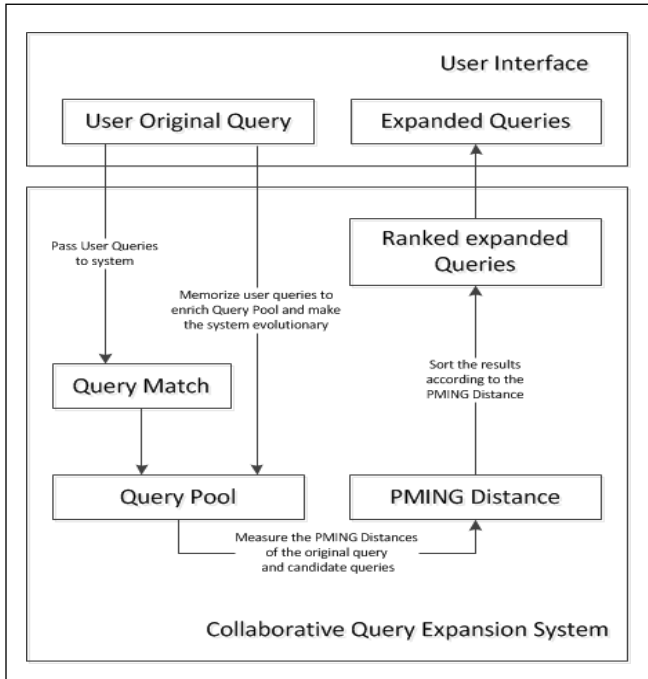 User Interface
User Original Query
Expanded Queries
Pass User Queries
to system
Memorize user queries to
enrich Query Pool and make
the system evolutionary
Ranked expanded
Queries
Query Match
Sort the results
according to the
PMING Distance
Query Pool
PMING Distance
Measure the PMING Distances
of the original query
and candidate queries
Collaborative Query Expansion System